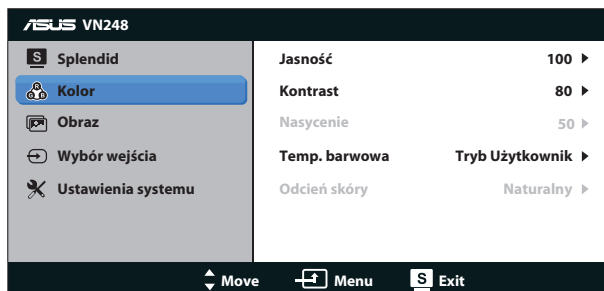 ASUS VN248
S Splendid
Kolor
R G B
Obraz
Wybór wejścia
Ustawienia systemu
Jasność 100
Kontrast 80
Nasycenie 50
Temp. barwowa Tryb Użytkownik
Odcień skóry Naturalny
Move Menu S Exit